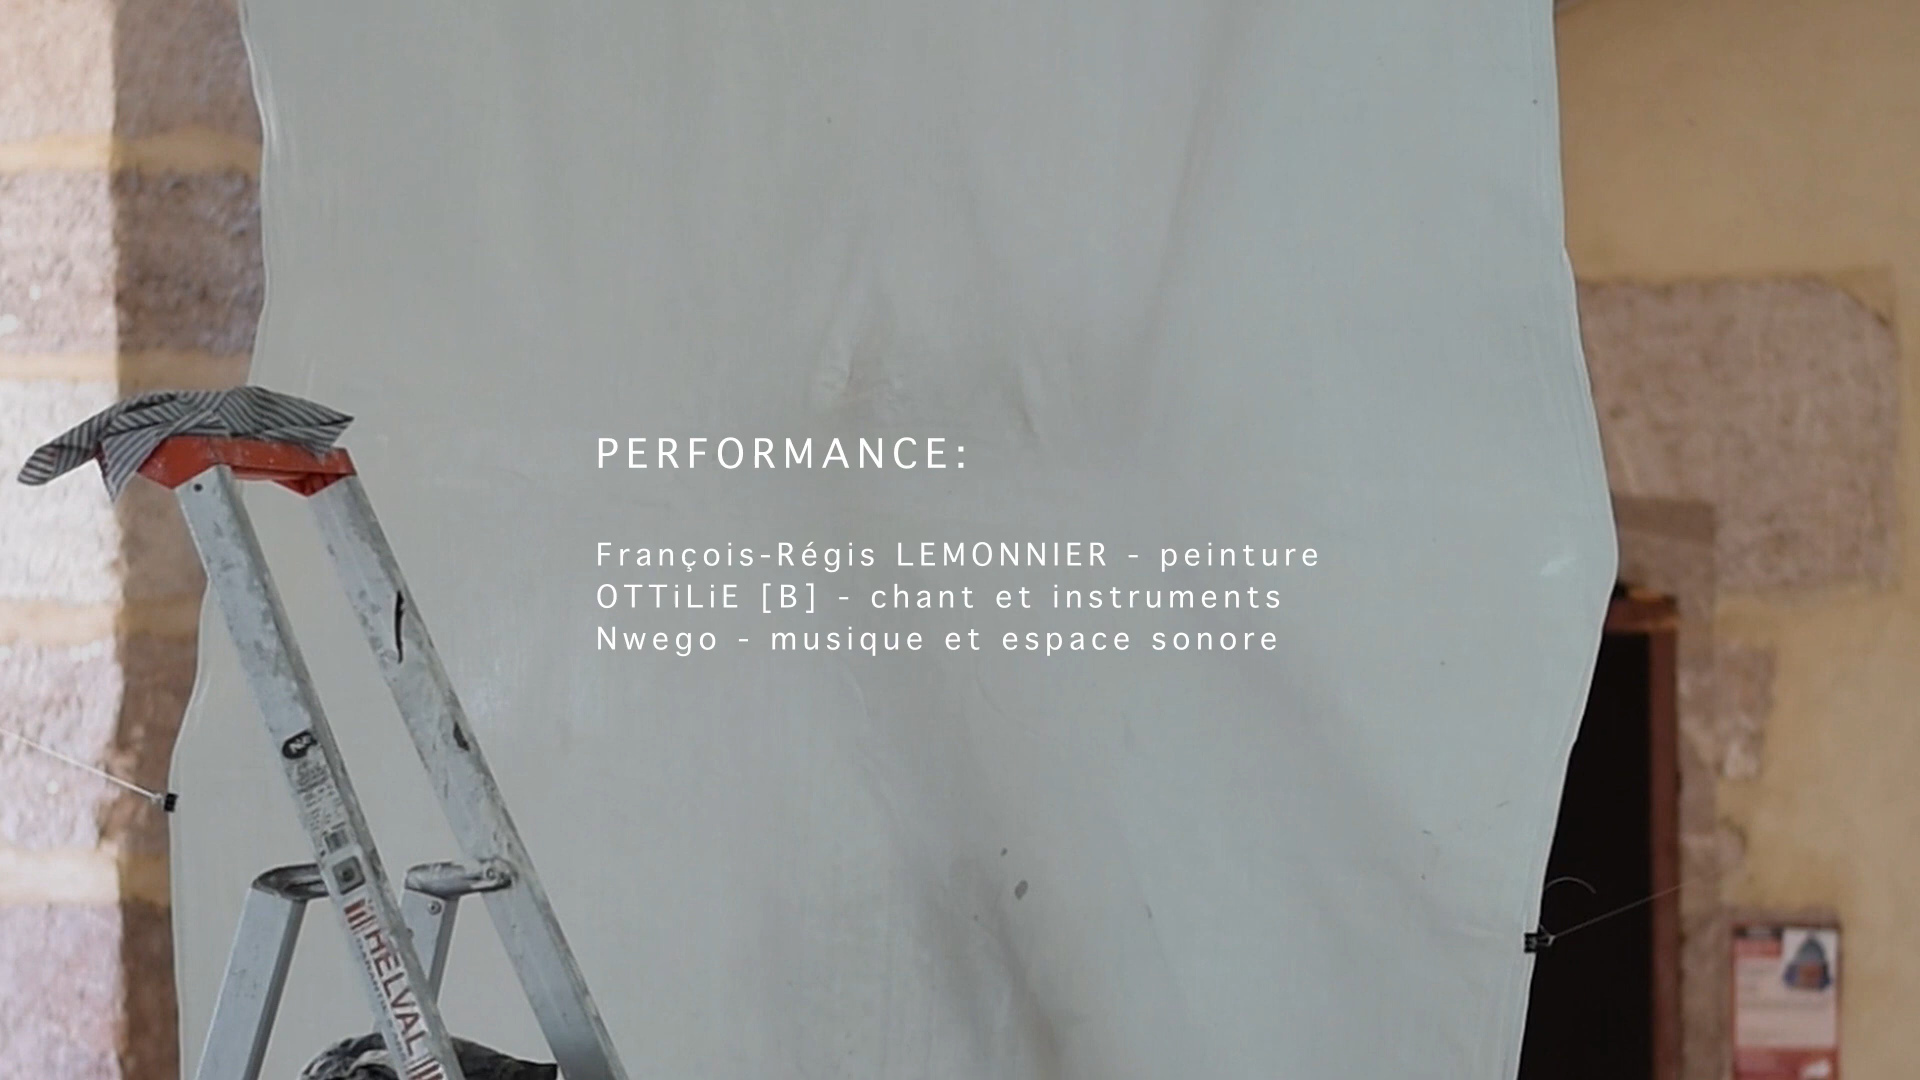 PERFORMANCE:
François-Régis LEMONNIER - peinture
OTTiLiE [B] - chant et instruments
Nwego - musique et espace sonore
HELVAL